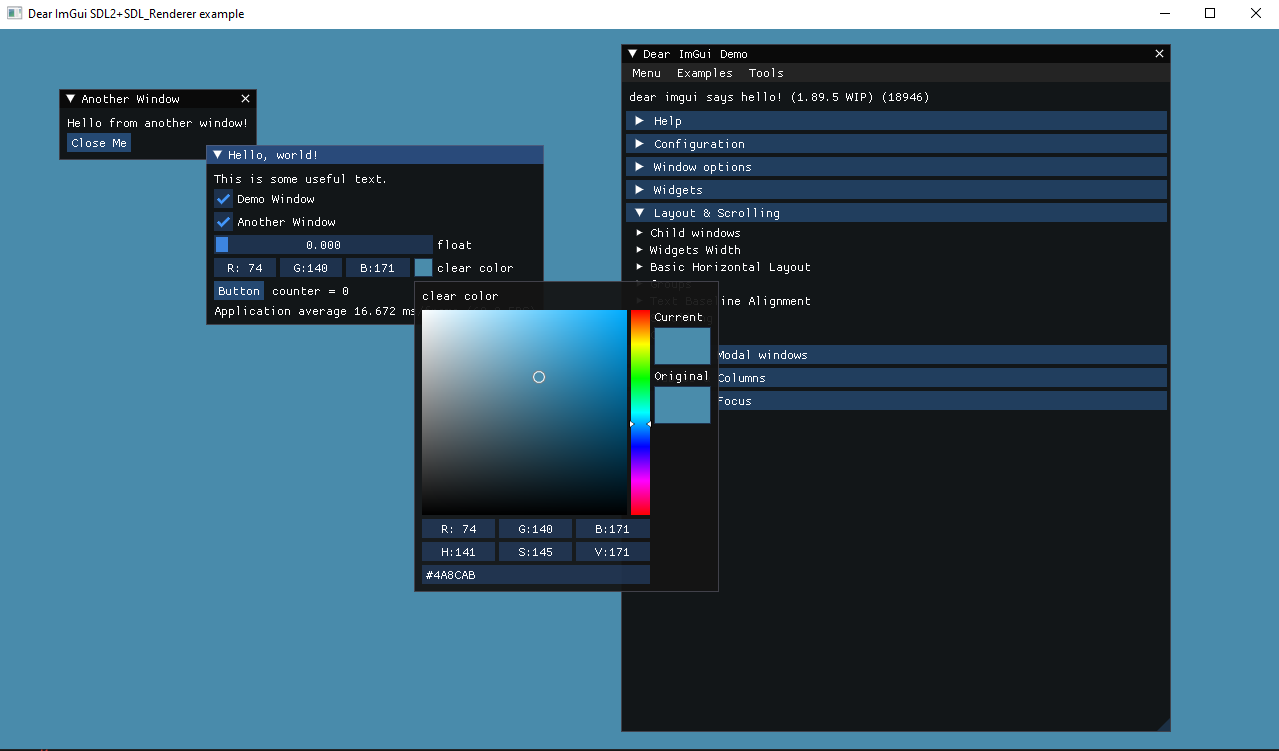 Dear ImGui SDL2+SDL_Renderer example
Another Window
Hello from another window!
Close Me
Hello, world!
This is some useful text.
Demo Window
Another Window
0.000 float
R: 74 G:140 B:171 clear color
Button counter = 0
Application average 16.672 ms
clear color
Current
Original
R: 74 G:140 B:171
H:141 S:145 V:171
#4A8CAB
Dear ImGui Demo
Menu Examples Tools
dear imgui says hello! (1.89.5 WIP) (18946)
Help
Configuration
Window options
Widgets
Layout & Scrolling
Child windows
Widgets Width
Basic Horizontal Layout
Groups
Text Baseline Alignment
Modal windows
Columns
Focus